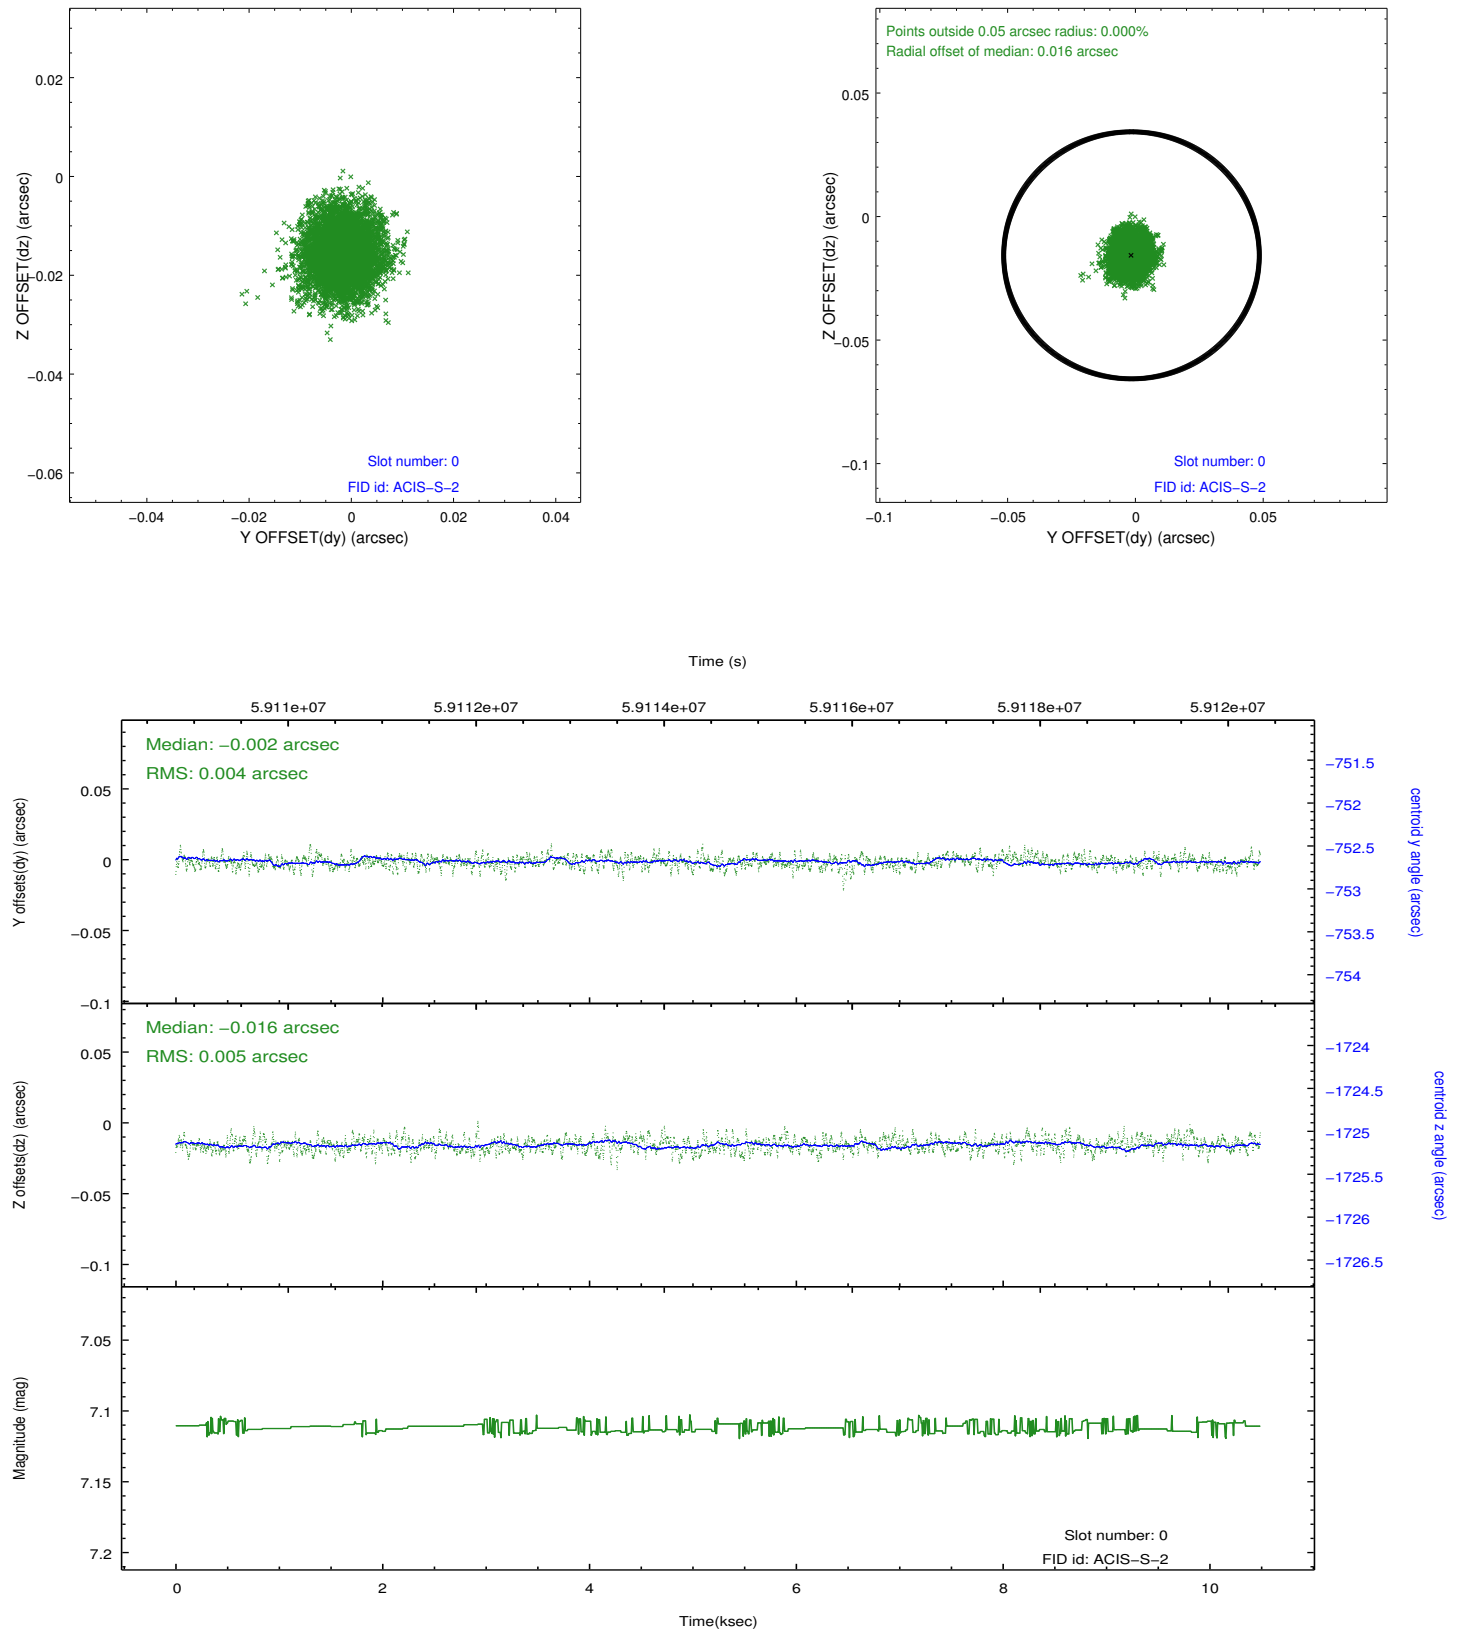 0.02
0
−0.02
−0.04
−0.06
Z OFFSET(dz) (arcsec)
Slot number: 0
FID id: ACIS−S−2
−0.04
−0.02
0
0.02
0.04
Y OFFSET(dy) (arcsec)
Points outside 0.05 arcsec radius: 0.000%
Radial offset of median: 0.016 arcsec
0.05
0
−0.05
−0.1
Z OFFSET(dz) (arcsec)
Slot number: 0
FID id: ACIS−S−2
−0.1
−0.05
0
0.05
Y OFFSET(dy) (arcsec)
Time (s)
5.911e+07
5.9112e+07
5.9114e+07
5.9116e+07
5.9118e+07
5.912e+07
Median: −0.002 arcsec
RMS: 0.004 arcsec
0.05
0
−0.05
−0.1
Y offsets(dy) (arcsec)
−751.5
−752
−752.5
−753
−753.5
−754
centroid y angle (arcsec)
Median: −0.016 arcsec
RMS: 0.005 arcsec
0.05
0
−0.05
−0.1
Z offsets(dz) (arcsec)
−1724
−1724.5
−1725
−1725.5
−1726
−1726.5
centroid z angle (arcsec)
7.05
7.1
7.15
7.2
Magnitude (mag)
Slot number: 0
FID id: ACIS−S−2
0
2
4
6
8
10
Time(ksec)